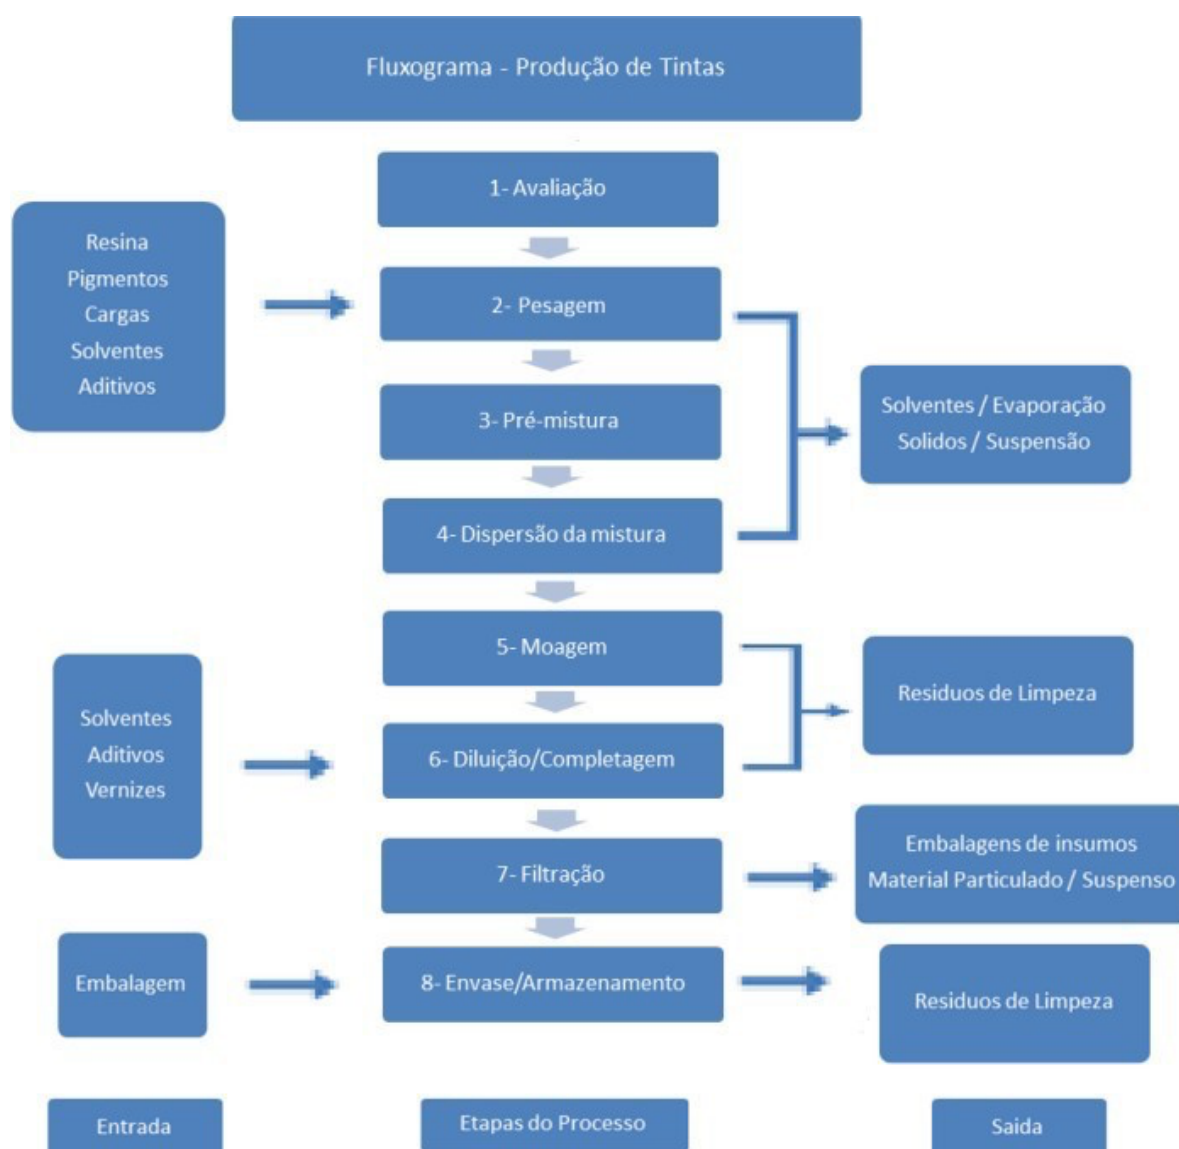 Fluxograma - Produção de Tintas
1- Avaliação
Resina
Pigmentos
Cargas
Solventes
Aditivos
2- Pesagem
3- Pré-mistura
Solventes / Evaporação
Solidos / Suspensão
4- Dispersão da mistura
5- Moagem
Residuos de Limpeza
Solventes
Aditivos
Vernizes
6- Diluição/Completagem
7- Filtração
Embalagens de insumos
Material Particulado / Suspenso
Embalagem
8- Envase/Armazenamento
Residuos de Limpeza
Entrada
Etapas do Processo
Saida